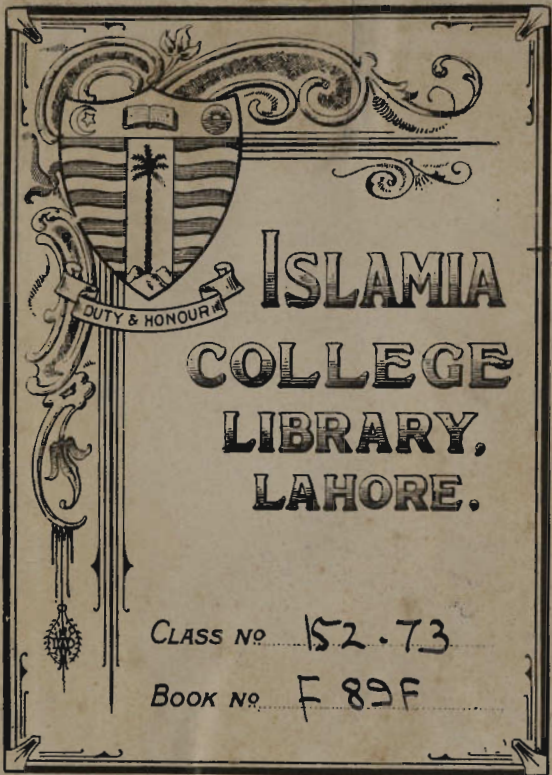 DUTY & HONOUR
ISLAMIA
COLLEGE
LIBRARY,
LAHORE.
CLASS NO 152.73
BOOK NO F 89F